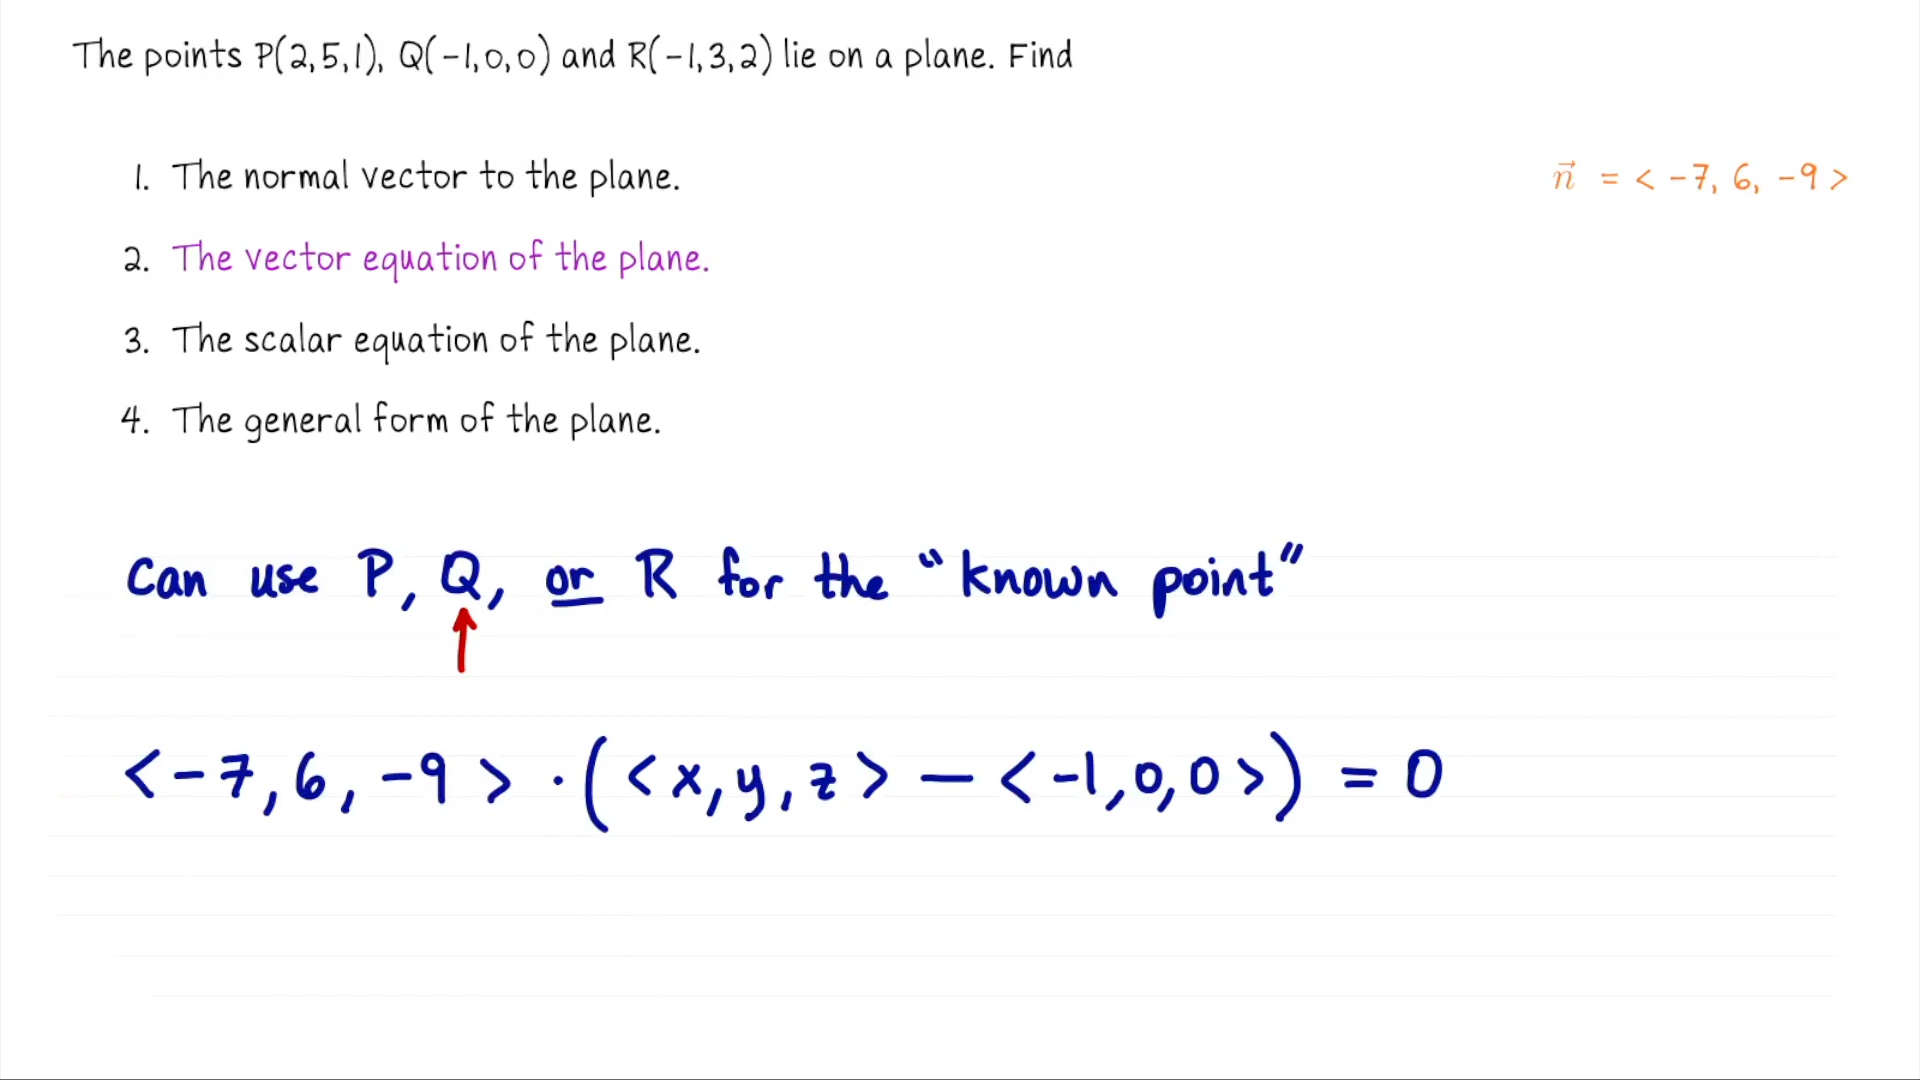 The points P(2,5,1), Q(-1,0,0) and R(-1,3,2) lie on a plane. Find
1. The normal vector to the plane.
n⃗ = < -7, 6, -9 >
2. The vector equation of the plane.
3. The scalar equation of the plane.
4. The general form of the plane.
Can use P, Q, or R for the "known point"
< -7, 6, -9 > · ( < x, y, z > - < -1, 0, 0 > ) = 0